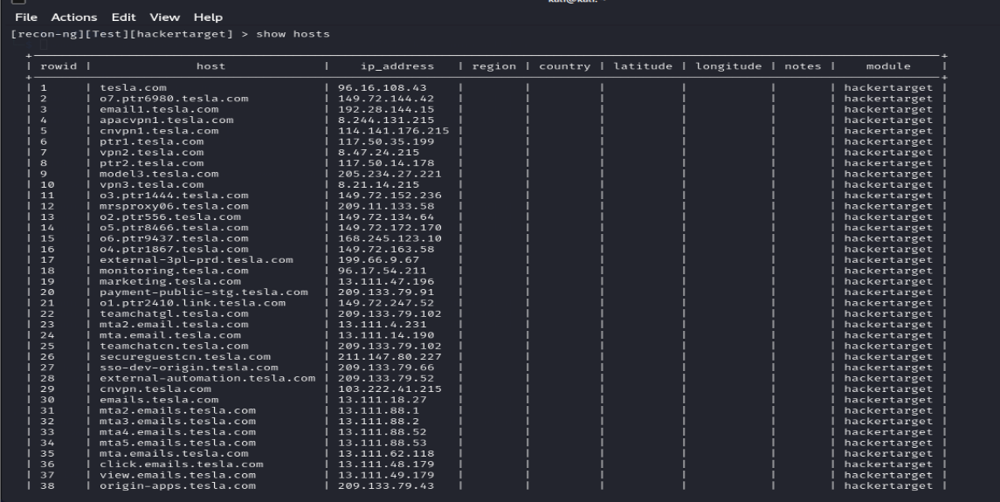 File Actions Edit View Help
[recon-ng][Test][hackertarget] > show hosts
| rowid | host | ip_address | region | country | latitude | longitude | notes | module |
| 1 | tesla.com | 96.16.108.43 | | | | | | hackertarget |
| 2 | o7.ptr6980.tesla.com | 149.72.144.42 | | | | | | hackertarget |
| 3 | email1.tesla.com | 192.28.144.15 | | | | | | hackertarget |
| 4 | apacvpn1.tesla.com | 8.244.131.215 | | | | | | hackertarget |
| 5 | cnvpn1.tesla.com | 114.141.176.215 | | | | | | hackertarget |
| 6 | ptr1.tesla.com | 117.50.35.199 | | | | | | hackertarget |
| 7 | vpn2.tesla.com | 8.47.24.215 | | | | | | hackertarget |
| 8 | ptr2.tesla.com | 117.50.14.178 | | | | | | hackertarget |
| 9 | model3.tesla.com | 205.234.27.221 | | | | | | hackertarget |
| 10 | vpn3.tesla.com | 8.21.14.215 | | | | | | hackertarget |
| 11 | o3.ptr1444.tesla.com | 149.72.152.236 | | | | | | hackertarget |
| 12 | mrsproxy06.tesla.com | 209.11.133.58 | | | | | | hackertarget |
| 13 | o2.ptr556.tesla.com | 149.72.134.64 | | | | | | hackertarget |
| 14 | o5.ptr8466.tesla.com | 149.72.172.170 | | | | | | hackertarget |
| 15 | o6.ptr9437.tesla.com | 168.245.123.10 | | | | | | hackertarget |
| 16 | o4.ptr1867.tesla.com | 149.72.163.58 | | | | | | hackertarget |
| 17 | external-3pl-prd.tesla.com | 199.66.9.67 | | | | | | hackertarget |
| 18 | monitoring.tesla.com | 96.17.54.211 | | | | | | hackertarget |
| 19 | marketing.tesla.com | 13.111.47.196 | | | | | | hackertarget |
| 20 | payment-public-stg.tesla.com | 209.133.79.91 | | | | | | hackertarget |
| 21 | o1.ptr2410.link.tesla.com | 149.72.247.52 | | | | | | hackertarget |
| 22 | teamchatgl.tesla.com | 209.133.79.102 | | | | | | hackertarget |
| 23 | mta2.email.tesla.com | 13.111.4.231 | | | | | | hackertarget |
| 24 | mta.email.tesla.com | 13.111.14.190 | | | | | | hackertarget |
| 25 | teamchatcn.tesla.com | 209.133.79.102 | | | | | | hackertarget |
| 26 | secureguestcn.tesla.com | 211.147.80.227 | | | | | | hackertarget |
| 27 | sso-dev-origin.tesla.com | 209.133.79.66 | | | | | | hackertarget |
| 28 | external-automation.tesla.com | 209.133.79.52 | | | | | | hackertarget |
| 29 | cnvpn.tesla.com | 103.222.41.215 | | | | | | hackertarget |
| 30 | emails.tesla.com | 13.111.18.27 | | | | | | hackertarget |
| 31 | mta2.emails.tesla.com | 13.111.88.1 | | | | | | hackertarget |
| 32 | mta3.emails.tesla.com | 13.111.88.2 | | | | | | hackertarget |
| 33 | mta4.emails.tesla.com | 13.111.88.52 | | | | | | hackertarget |
| 34 | mta5.emails.tesla.com | 13.111.88.53 | | | | | | hackertarget |
| 35 | mta.emails.tesla.com | 13.111.62.118 | | | | | | hackertarget |
| 36 | click.emails.tesla.com | 13.111.48.179 | | | | | | hackertarget |
| 37 | view.emails.tesla.com | 13.111.49.179 | | | | | | hackertarget |
| 38 | origin-apps.tesla.com | 209.133.79.43 | | | | | | hackertarget |